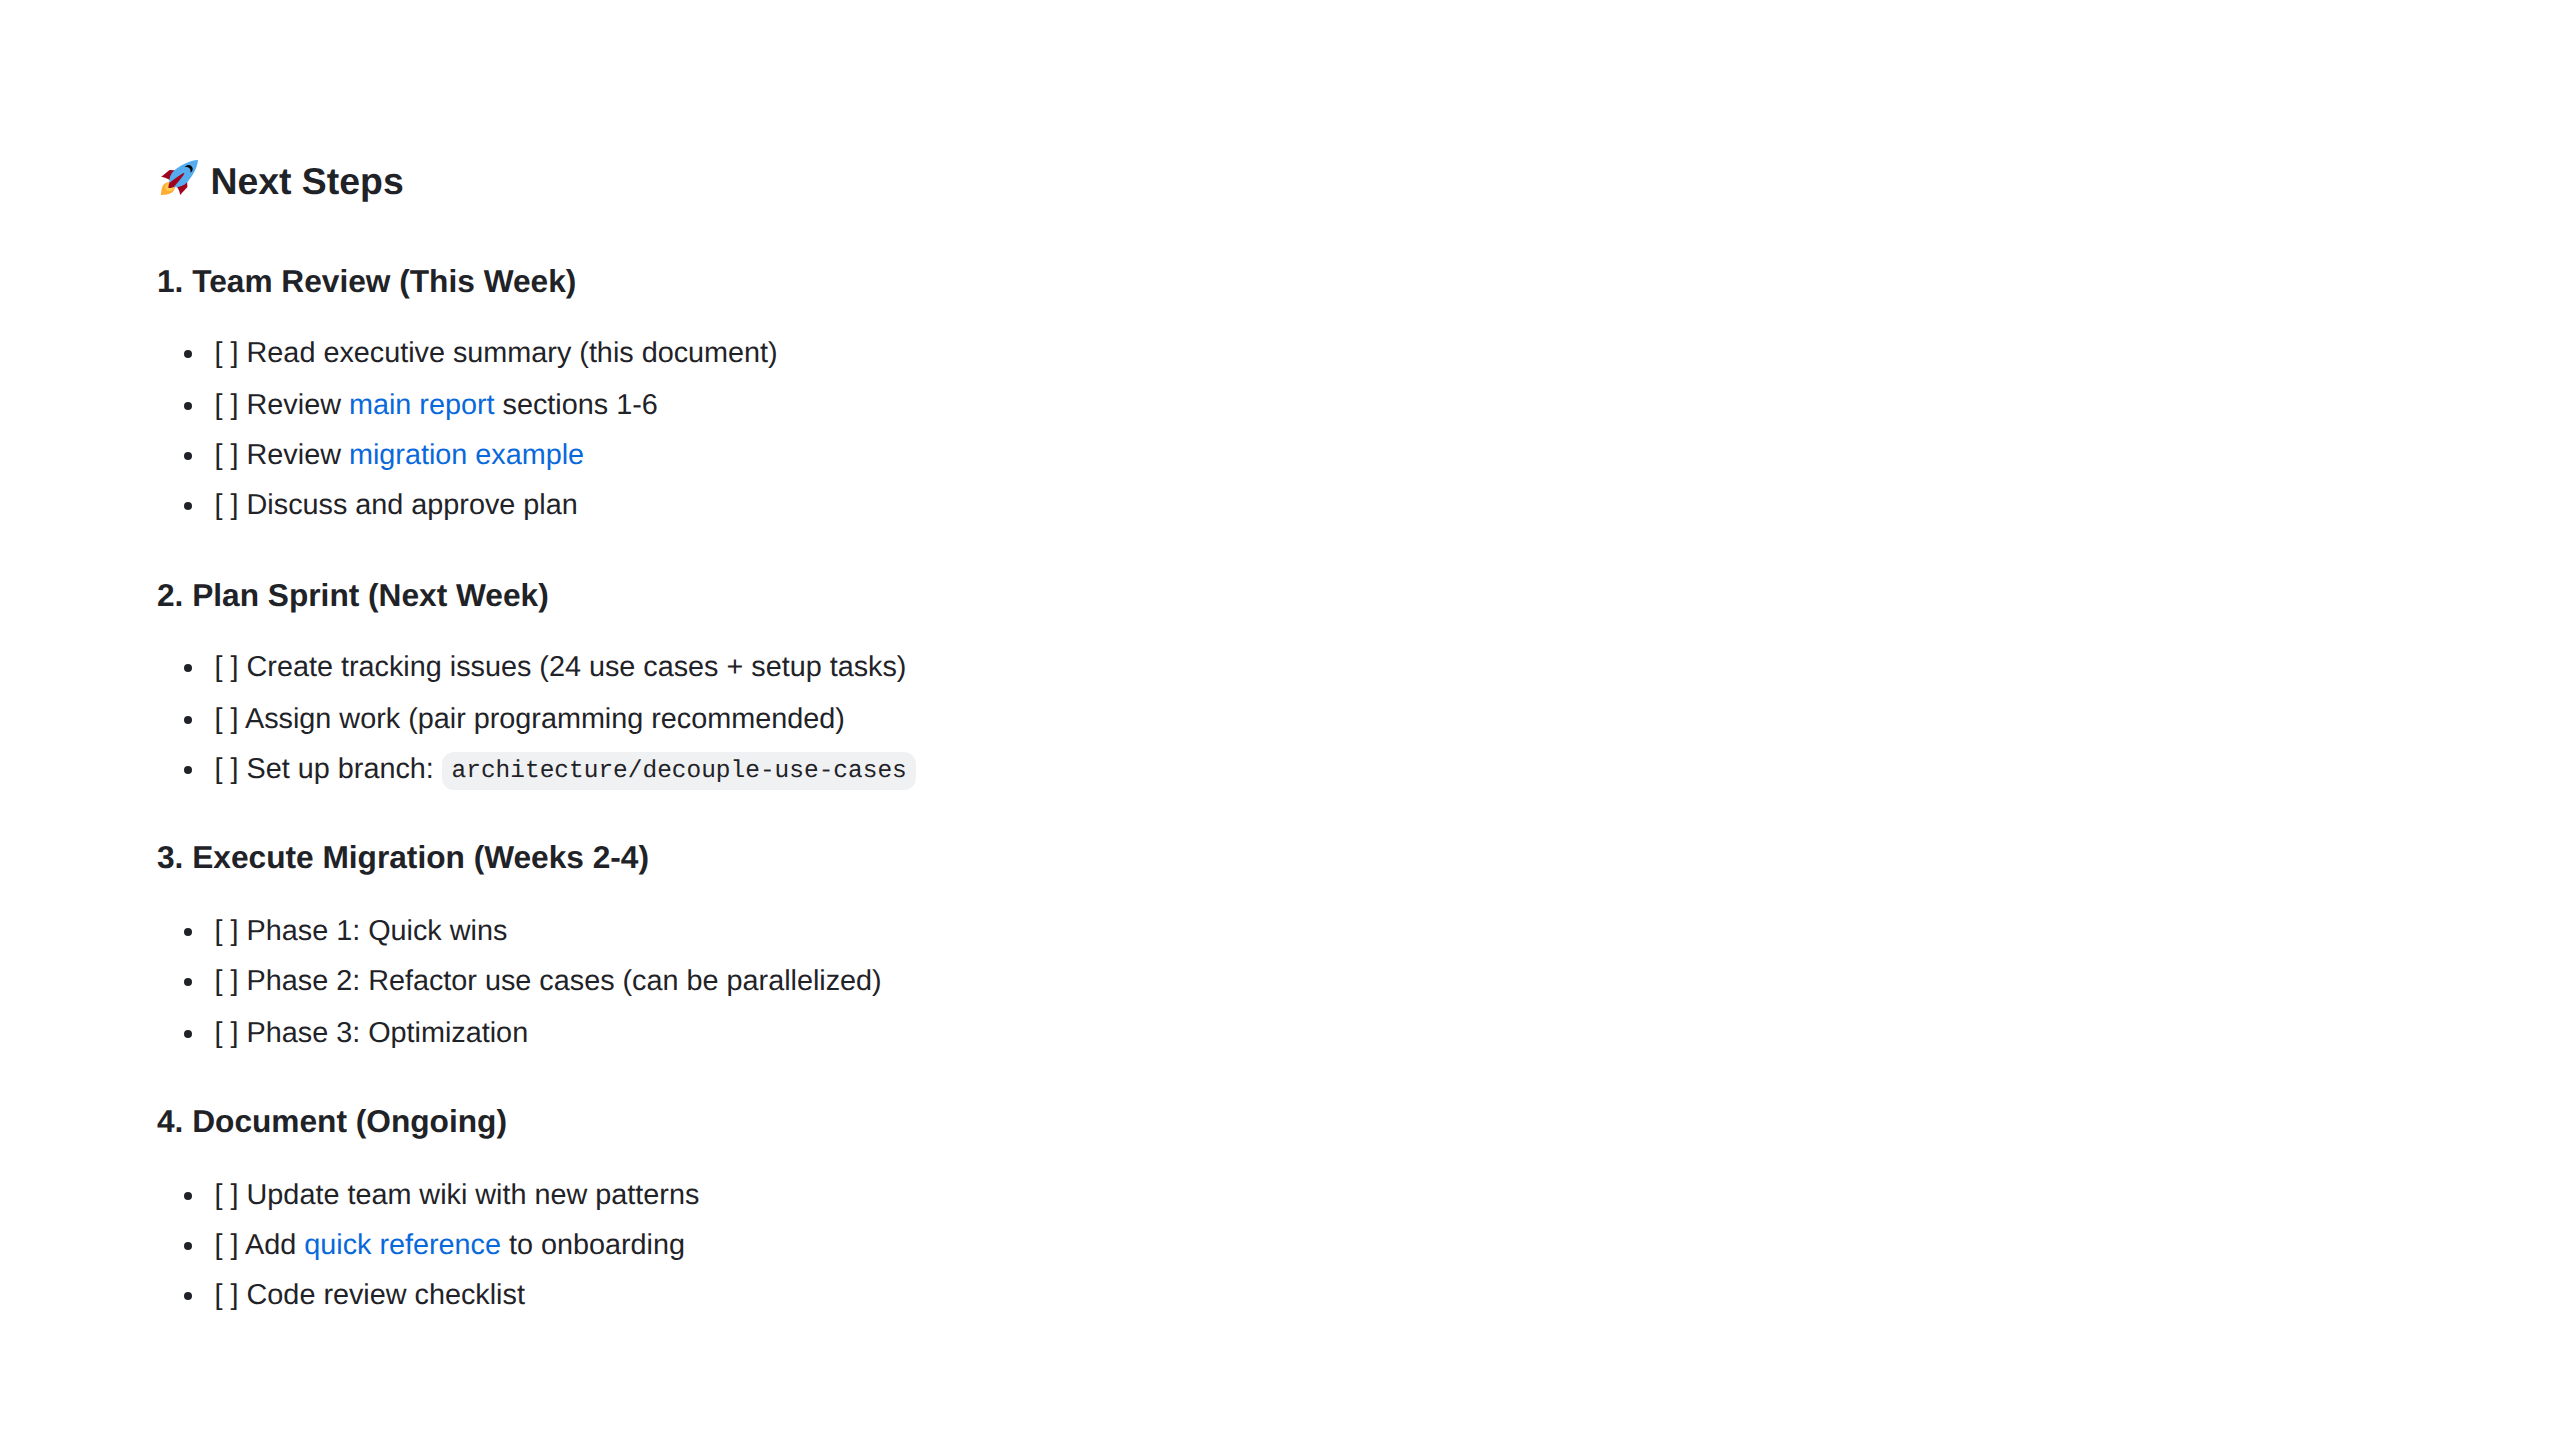 🚀 Next Steps
1. Team Review (This Week)
• [ ] Read executive summary (this document)
• [ ] Review main report sections 1-6
• [ ] Review migration example
• [ ] Discuss and approve plan
2. Plan Sprint (Next Week)
• [ ] Create tracking issues (24 use cases + setup tasks)
• [ ] Assign work (pair programming recommended)
• [ ] Set up branch: architecture/decouple-use-cases
3. Execute Migration (Weeks 2-4)
• [ ] Phase 1: Quick wins
• [ ] Phase 2: Refactor use cases (can be parallelized)
• [ ] Phase 3: Optimization
4. Document (Ongoing)
• [ ] Update team wiki with new patterns
• [ ] Add quick reference to onboarding
• [ ] Code review checklist